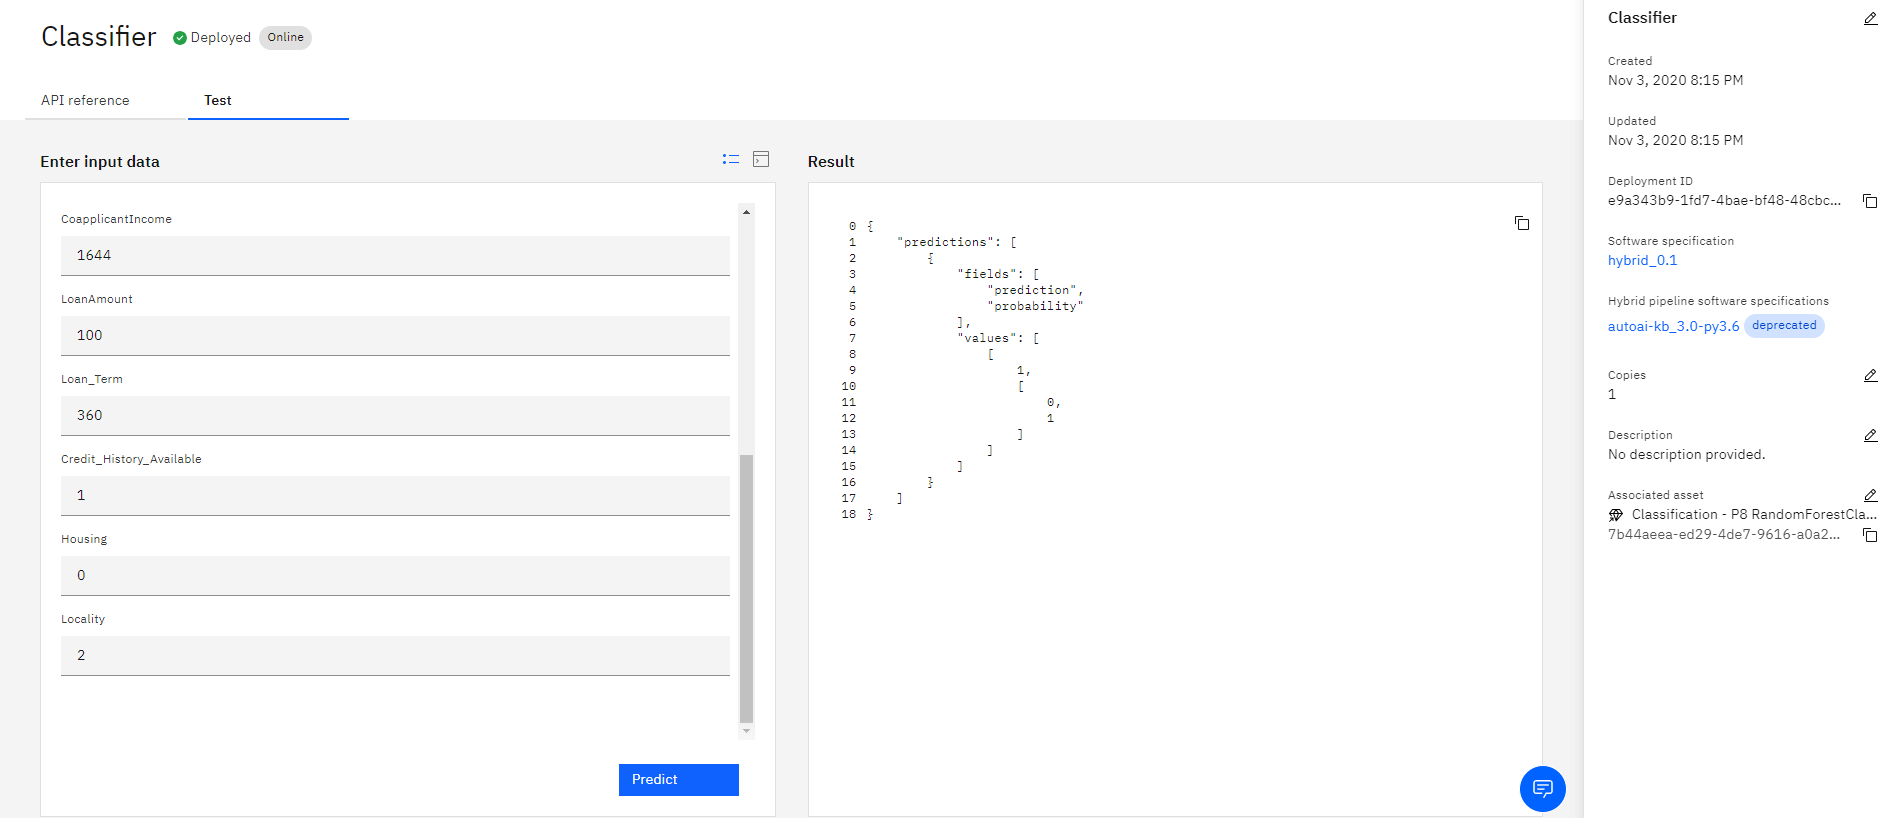 Classifier
Deployed
Online
API reference
Test
Enter input data
CoapplicantIncome
1644
LoanAmount
100
Loan_Term
360
Credit_History_Available
1
Housing
0
Locality
2
Predict
Result
0 {
1 "predictions": [
2 {
3 "fields": [
4 "prediction",
5 "probability"
6 ],
7 "values": [
8 [
9 1,
10 [
11 0,
12 1
13 ]
14 ]
15 ]
16 }
17 ]
18 }
Classifier
Created
Nov 3, 2020 8:15 PM
Updated
Nov 3, 2020 8:15 PM
Deployment ID
e9a343b9-1fd7-4bae-bf48-48cbc...
Software specification
hybrid_0.1
Hybrid pipeline software specifications
autoai-kb_3.0-py3.6 deprecated
Copies
1
Description
No description provided.
Associated asset
Classification - P8 RandomForestCla...
7b44aeea-ed29-4de7-9616-a0a2...